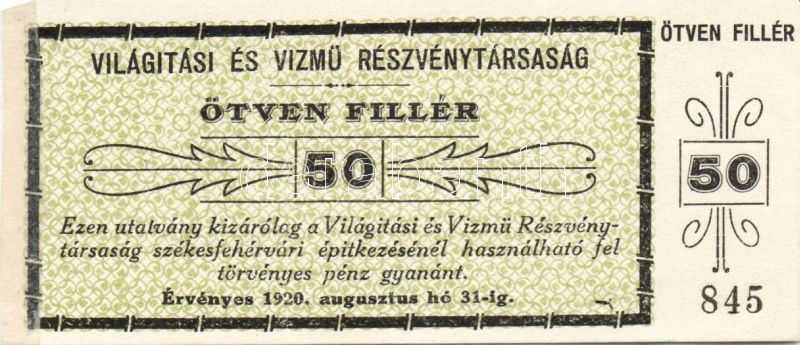 VILÁGITÁSI ÉS VIZMÜ RÉSZVÉNYTÁRSASÁG
ÖTVEN FILLÉR
50
Ezen utalvány kizárólag a Világitási és Vizmü Részvény-
társaság székesfehérvári épitkezésénél használható fel
törvényes pénz gyanánt.
Érvényes 1920. augusztus hó 31-ig.
ÖTVEN FILLÉR
50
845